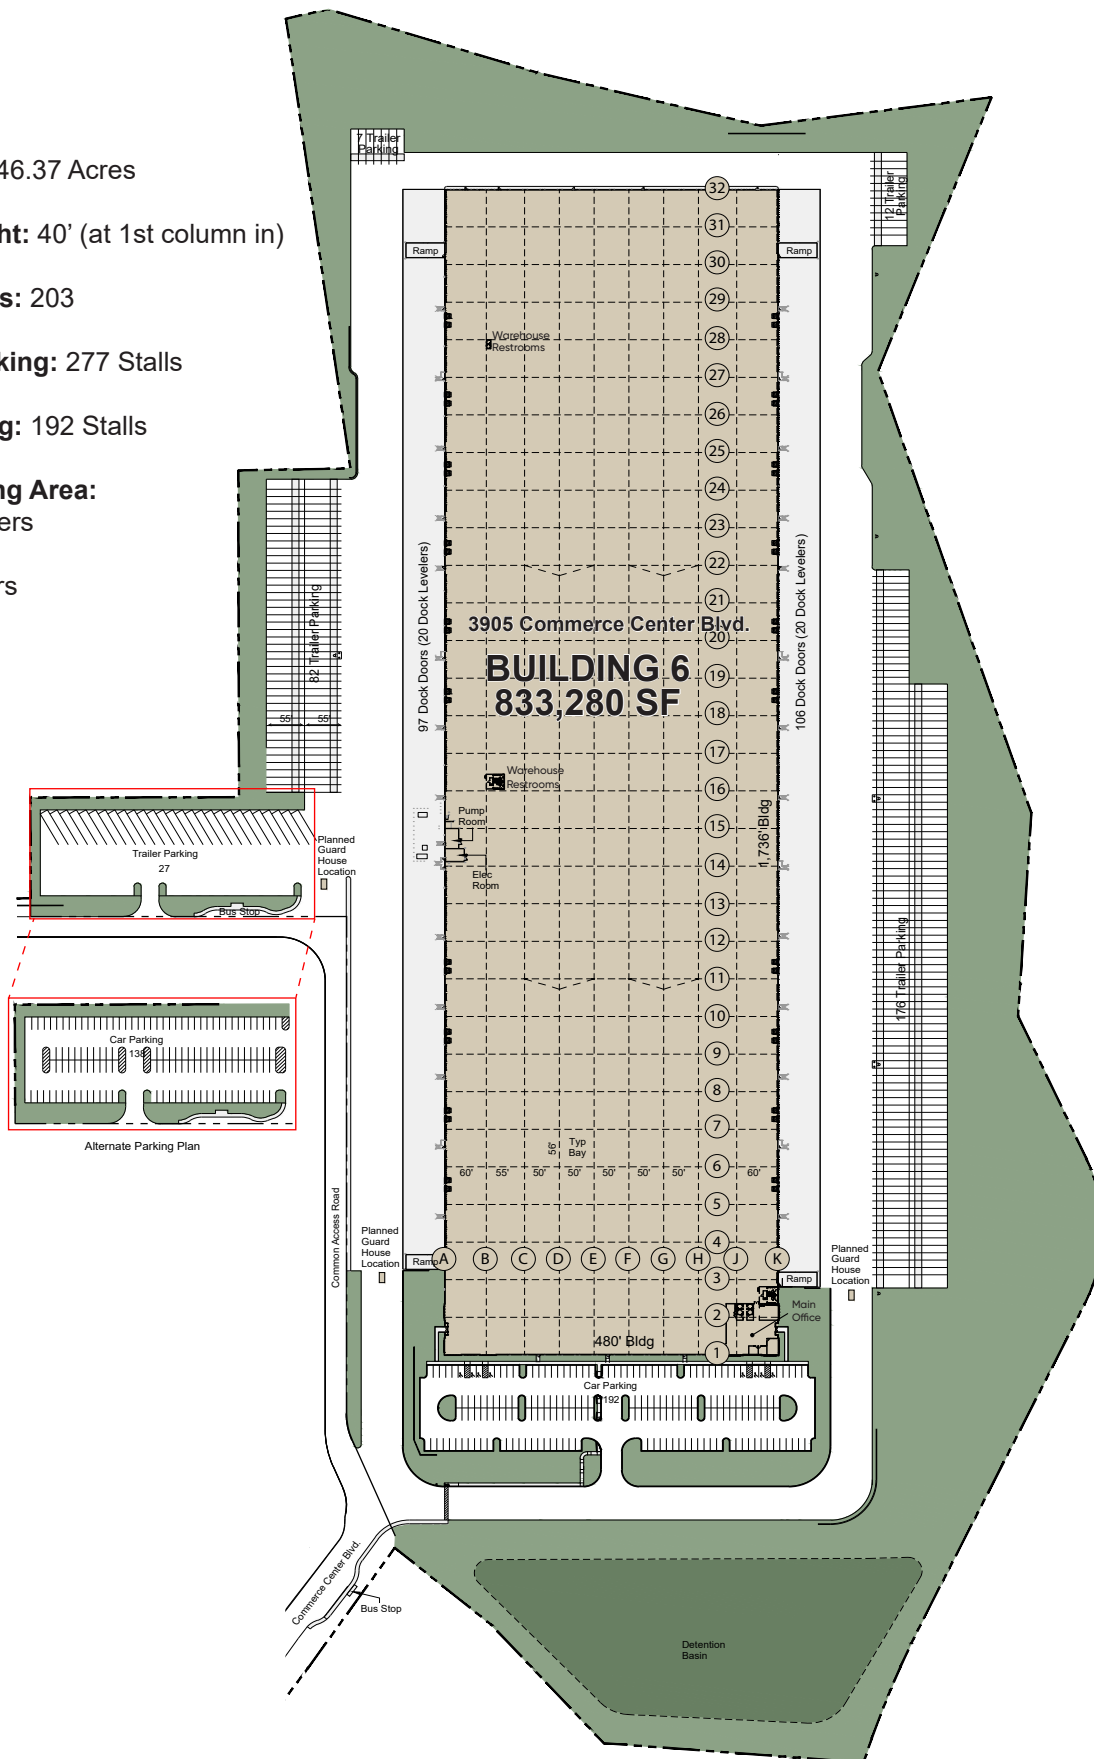 46.37 Acres
ht: 40’ (at 1st column in)
s: 203
king: 277 Stalls
g: 192 Stalls
ng Area:
ers
rs
7 Trailer
Parking
12 Trailer
Parking
32
31
30
29
28
27
26
25
24
23
22
21
20
19
18
17
16
15
14
13
12
11
10
9
8
7
6
5
4
3
2
1
Ramp
Ramp
Warehouse
Restrooms
97 Dock Doors (20 Dock Levelers)
106 Dock Doors (20 Dock Levelers)
82 Trailer Parking
55'
55'
3905 Commerce Center Blvd.
BUILDING 6
833,280 SF
Warehouse
Restrooms
Pump
Room
Elec
Room
1,736' Bldg
Trailer Parking
27
Planned
Guard
House
Location
Bus Stop
176 Trailer Parking
Car Parking
138
Alternate Parking Plan
56'
Typ
Bay
60'
55'
50'
50'
50'
50'
50'
60'
Common Access Road
Planned
Guard
House
Location
Ramp
A
B
C
D
E
F
G
H
J
K
Ramp
Planned
Guard
House
Location
Main
Office
480' Bldg
Car Parking
192
Commerce Center Blvd.
Bus Stop
Detention
Basin